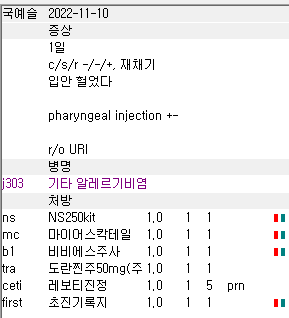 국예슬 2022-11-10
증상
1일
c/s/r -/-/+, 재채기
입안 헐었다
pharyngeal injection +-
r/o URI
병명
j303 기타 알레르기비염
처방
ns NS250kit 1.0 1 1
mc 마이어스칵테일 1.0 1 1
b1 비비에스주사 1.0 1 1
tra 도란찐주50mg(주 1.0 1 1
ceti 레보티진정 1.0 1 5 prn
first 초진기록지 1.0 1 1